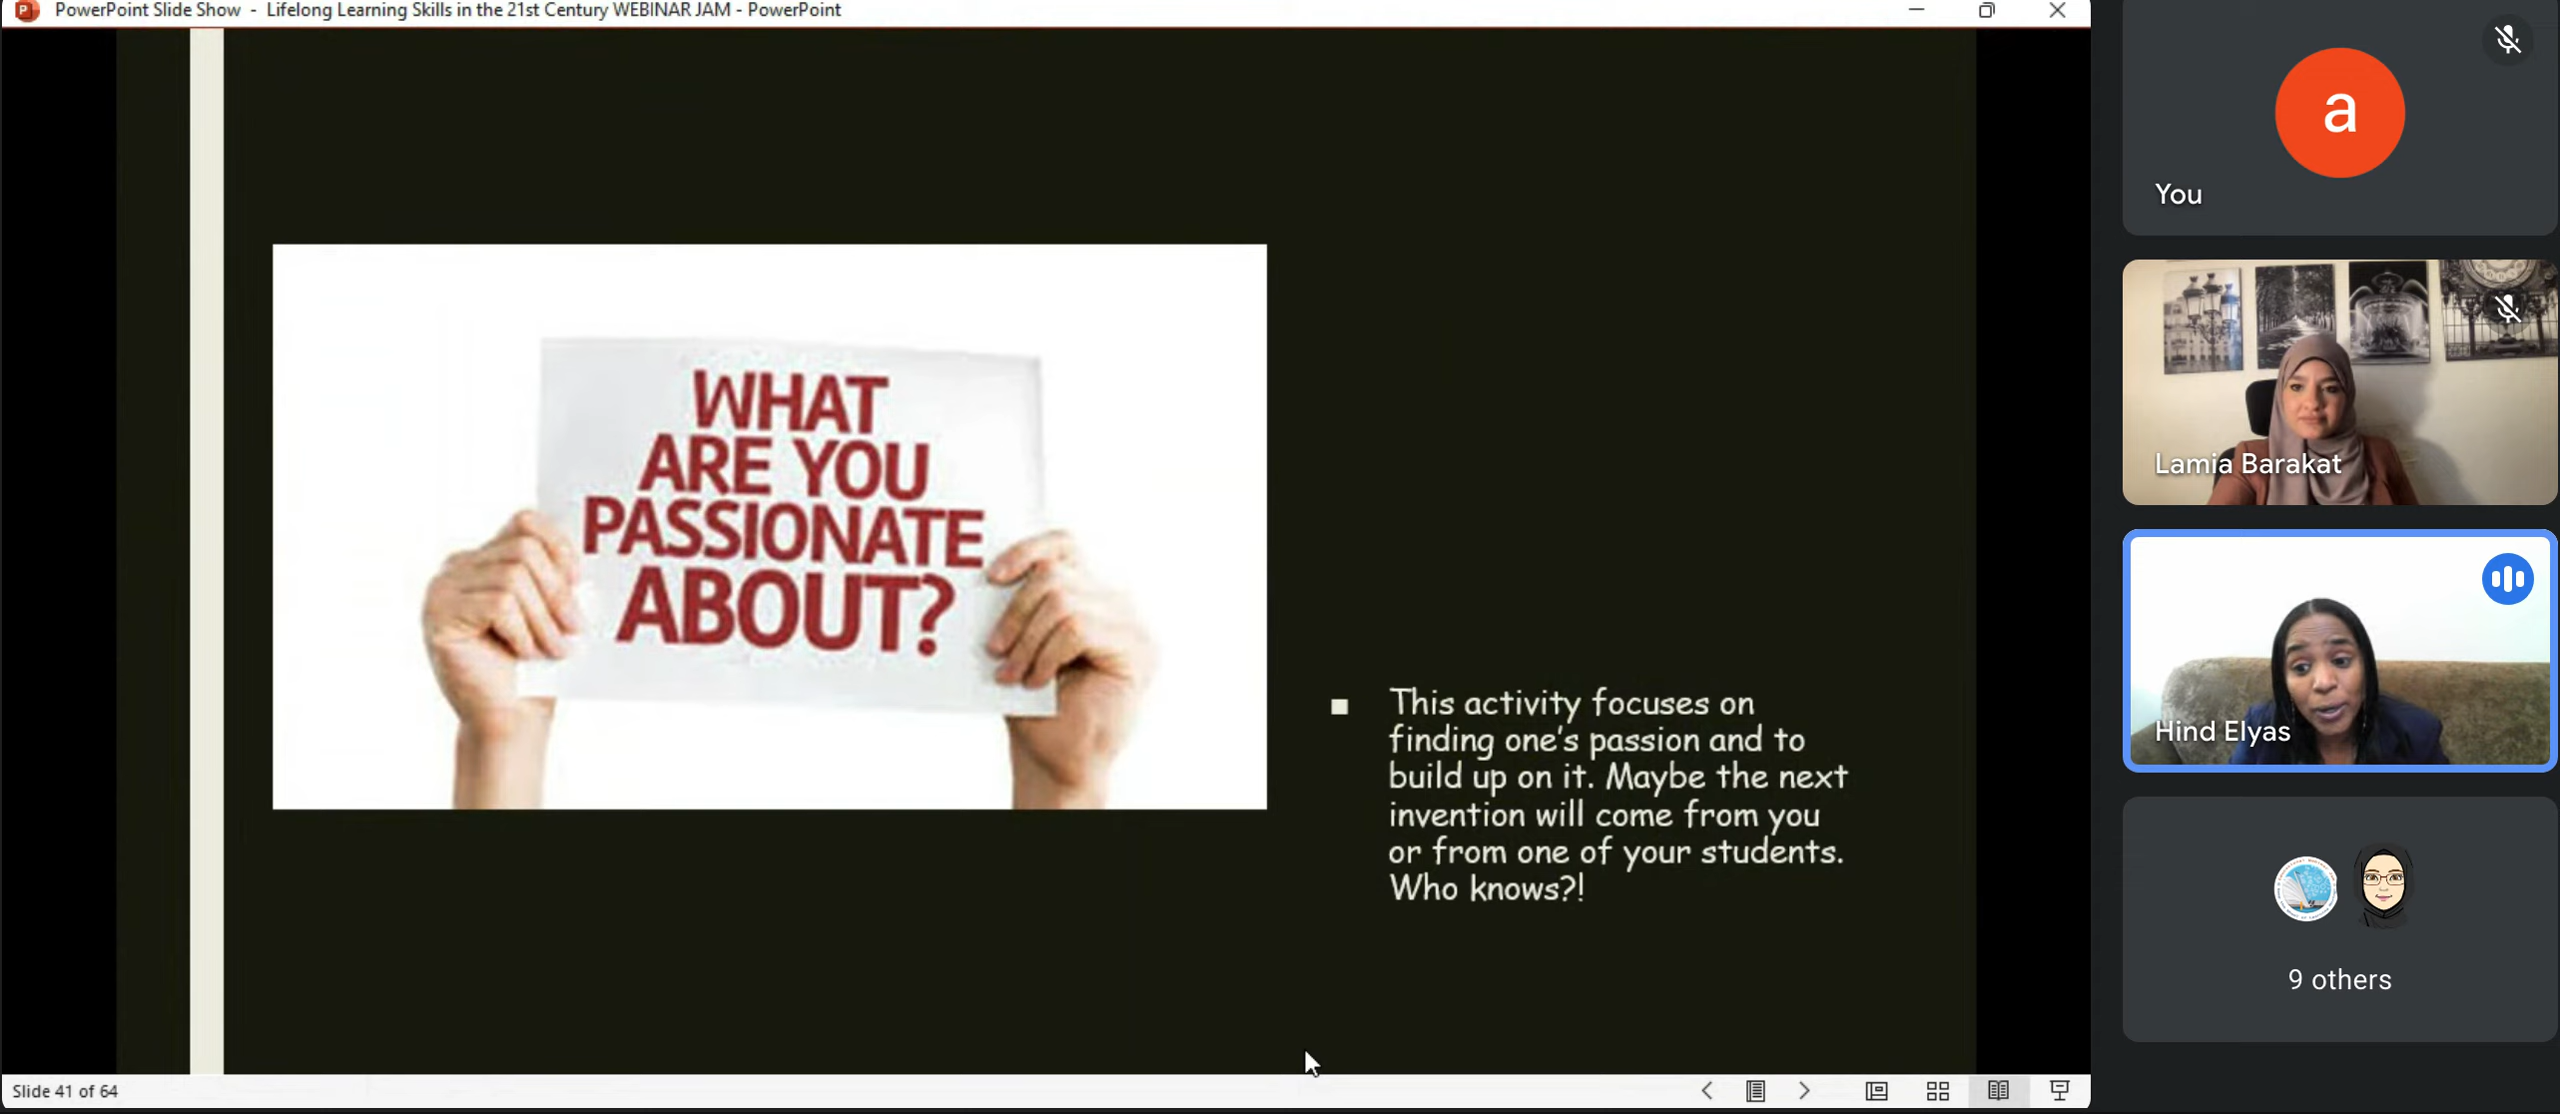 PowerPoint Slide Show - Lifelong Learning Skills in the 21st Century WEBINAR JAM - PowerPoint
WHAT
ARE YOU
PASSIONATE
ABOUT?
This activity focuses on
finding one's passion and to
build up on it. Maybe the next
invention will come from you
or from one of your students.
Who knows?!
Slide 41 of 64
a
You
Lamia Barakat
Hind Elyas
9 others